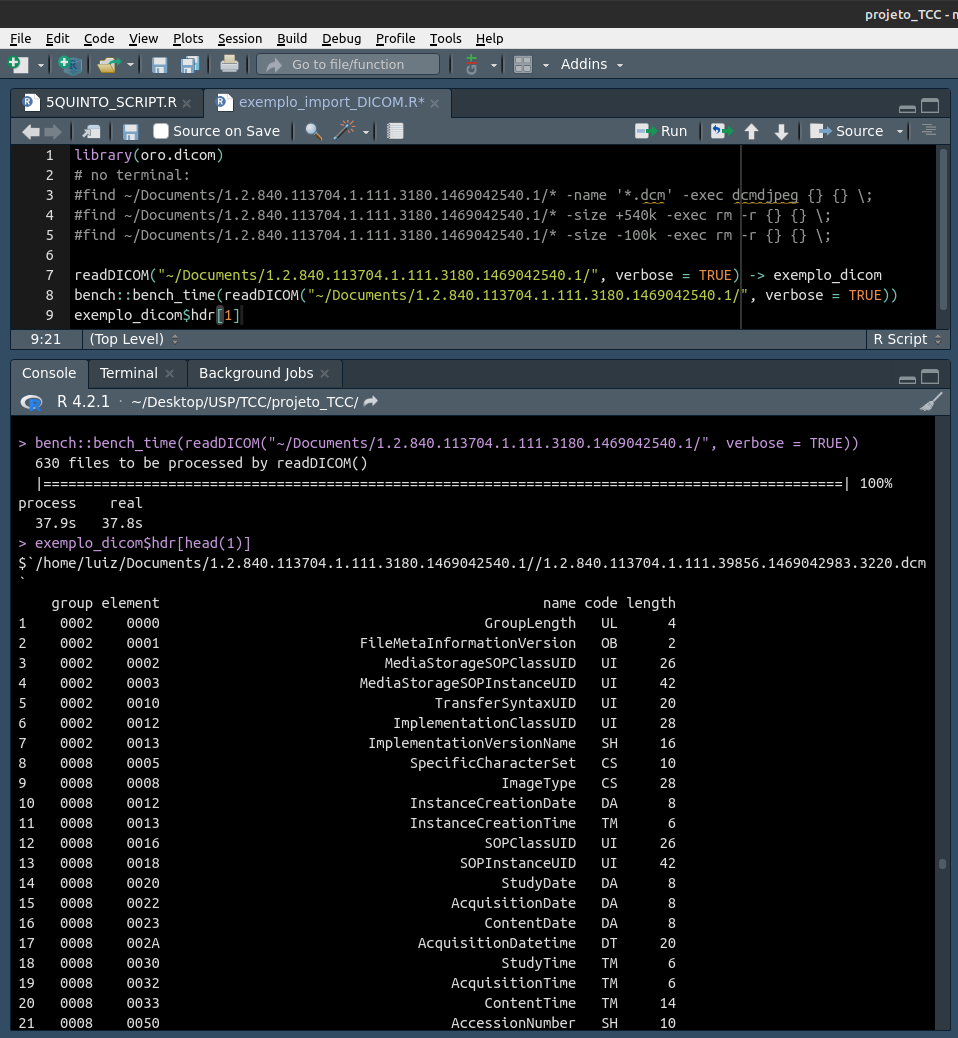 projeto_TCC -
File Edit Code View Plots Session Build Debug Profile Tools Help
Go to file/function Addins
5QUINTO_SCRIPT.R exemplo_import_DICOM.R*
Source on Save Run Source
1 library(oro.dicom)
2 # no terminal:
3 #find ~/Documents/1.2.840.113704.1.111.3180.1469042540.1/* -name '*.dcm' -exec dcmdjpeg {} {} \;
4 #find ~/Documents/1.2.840.113704.1.111.3180.1469042540.1/* -size +540k -exec rm -r {} {} \;
5 #find ~/Documents/1.2.840.113704.1.111.3180.1469042540.1/* -size -100k -exec rm -r {} {} \;
6
7 readDICOM("~/Documents/1.2.840.113704.1.111.3180.1469042540.1/", verbose = TRUE) -> exemplo_dicom
8 bench::bench_time(readDICOM("~/Documents/1.2.840.113704.1.111.3180.1469042540.1/", verbose = TRUE))
9 exemplo_dicom$hdr[1]
9:21 (Top Level) R Script
Console Terminal Background Jobs
R 4.2.1 · ~/Desktop/USP/TCC/projeto_TCC/
> bench::bench_time(readDICOM("~/Documents/1.2.840.113704.1.111.3180.1469042540.1/", verbose = TRUE))
630 files to be processed by readDICOM()
|================================================================================================| 100%
process real
37.9s 37.8s
> exemplo_dicom$hdr[head(1)]
$`/home/luiz/Documents/1.2.840.113704.1.111.3180.1469042540.1//1.2.840.113704.1.111.39856.1469042983.3220.dcm
`
group element name code length
1 0002 0000 GroupLength UL 4
2 0002 0001 FileMetaInformationVersion OB 2
3 0002 0002 MediaStorageSOPClassUID UI 26
4 0002 0003 MediaStorageSOPInstanceUID UI 42
5 0002 0010 TransferSyntaxUID UI 20
6 0002 0012 ImplementationClassUID UI 28
7 0002 0013 ImplementationVersionName SH 16
8 0008 0005 SpecificCharacterSet CS 10
9 0008 0008 ImageType CS 28
10 0008 0012 InstanceCreationDate DA 8
11 0008 0013 InstanceCreationTime TM 6
12 0008 0016 SOPClassUID UI 26
13 0008 0018 SOPInstanceUID UI 42
14 0008 0020 StudyDate DA 8
15 0008 0022 AcquisitionDate DA 8
16 0008 0023 ContentDate DA 8
17 0008 002A AcquisitionDatetime DT 20
18 0008 0030 StudyTime TM 6
19 0008 0032 AcquisitionTime TM 6
20 0008 0033 ContentTime TM 14
21 0008 0050 AccessionNumber SH 10